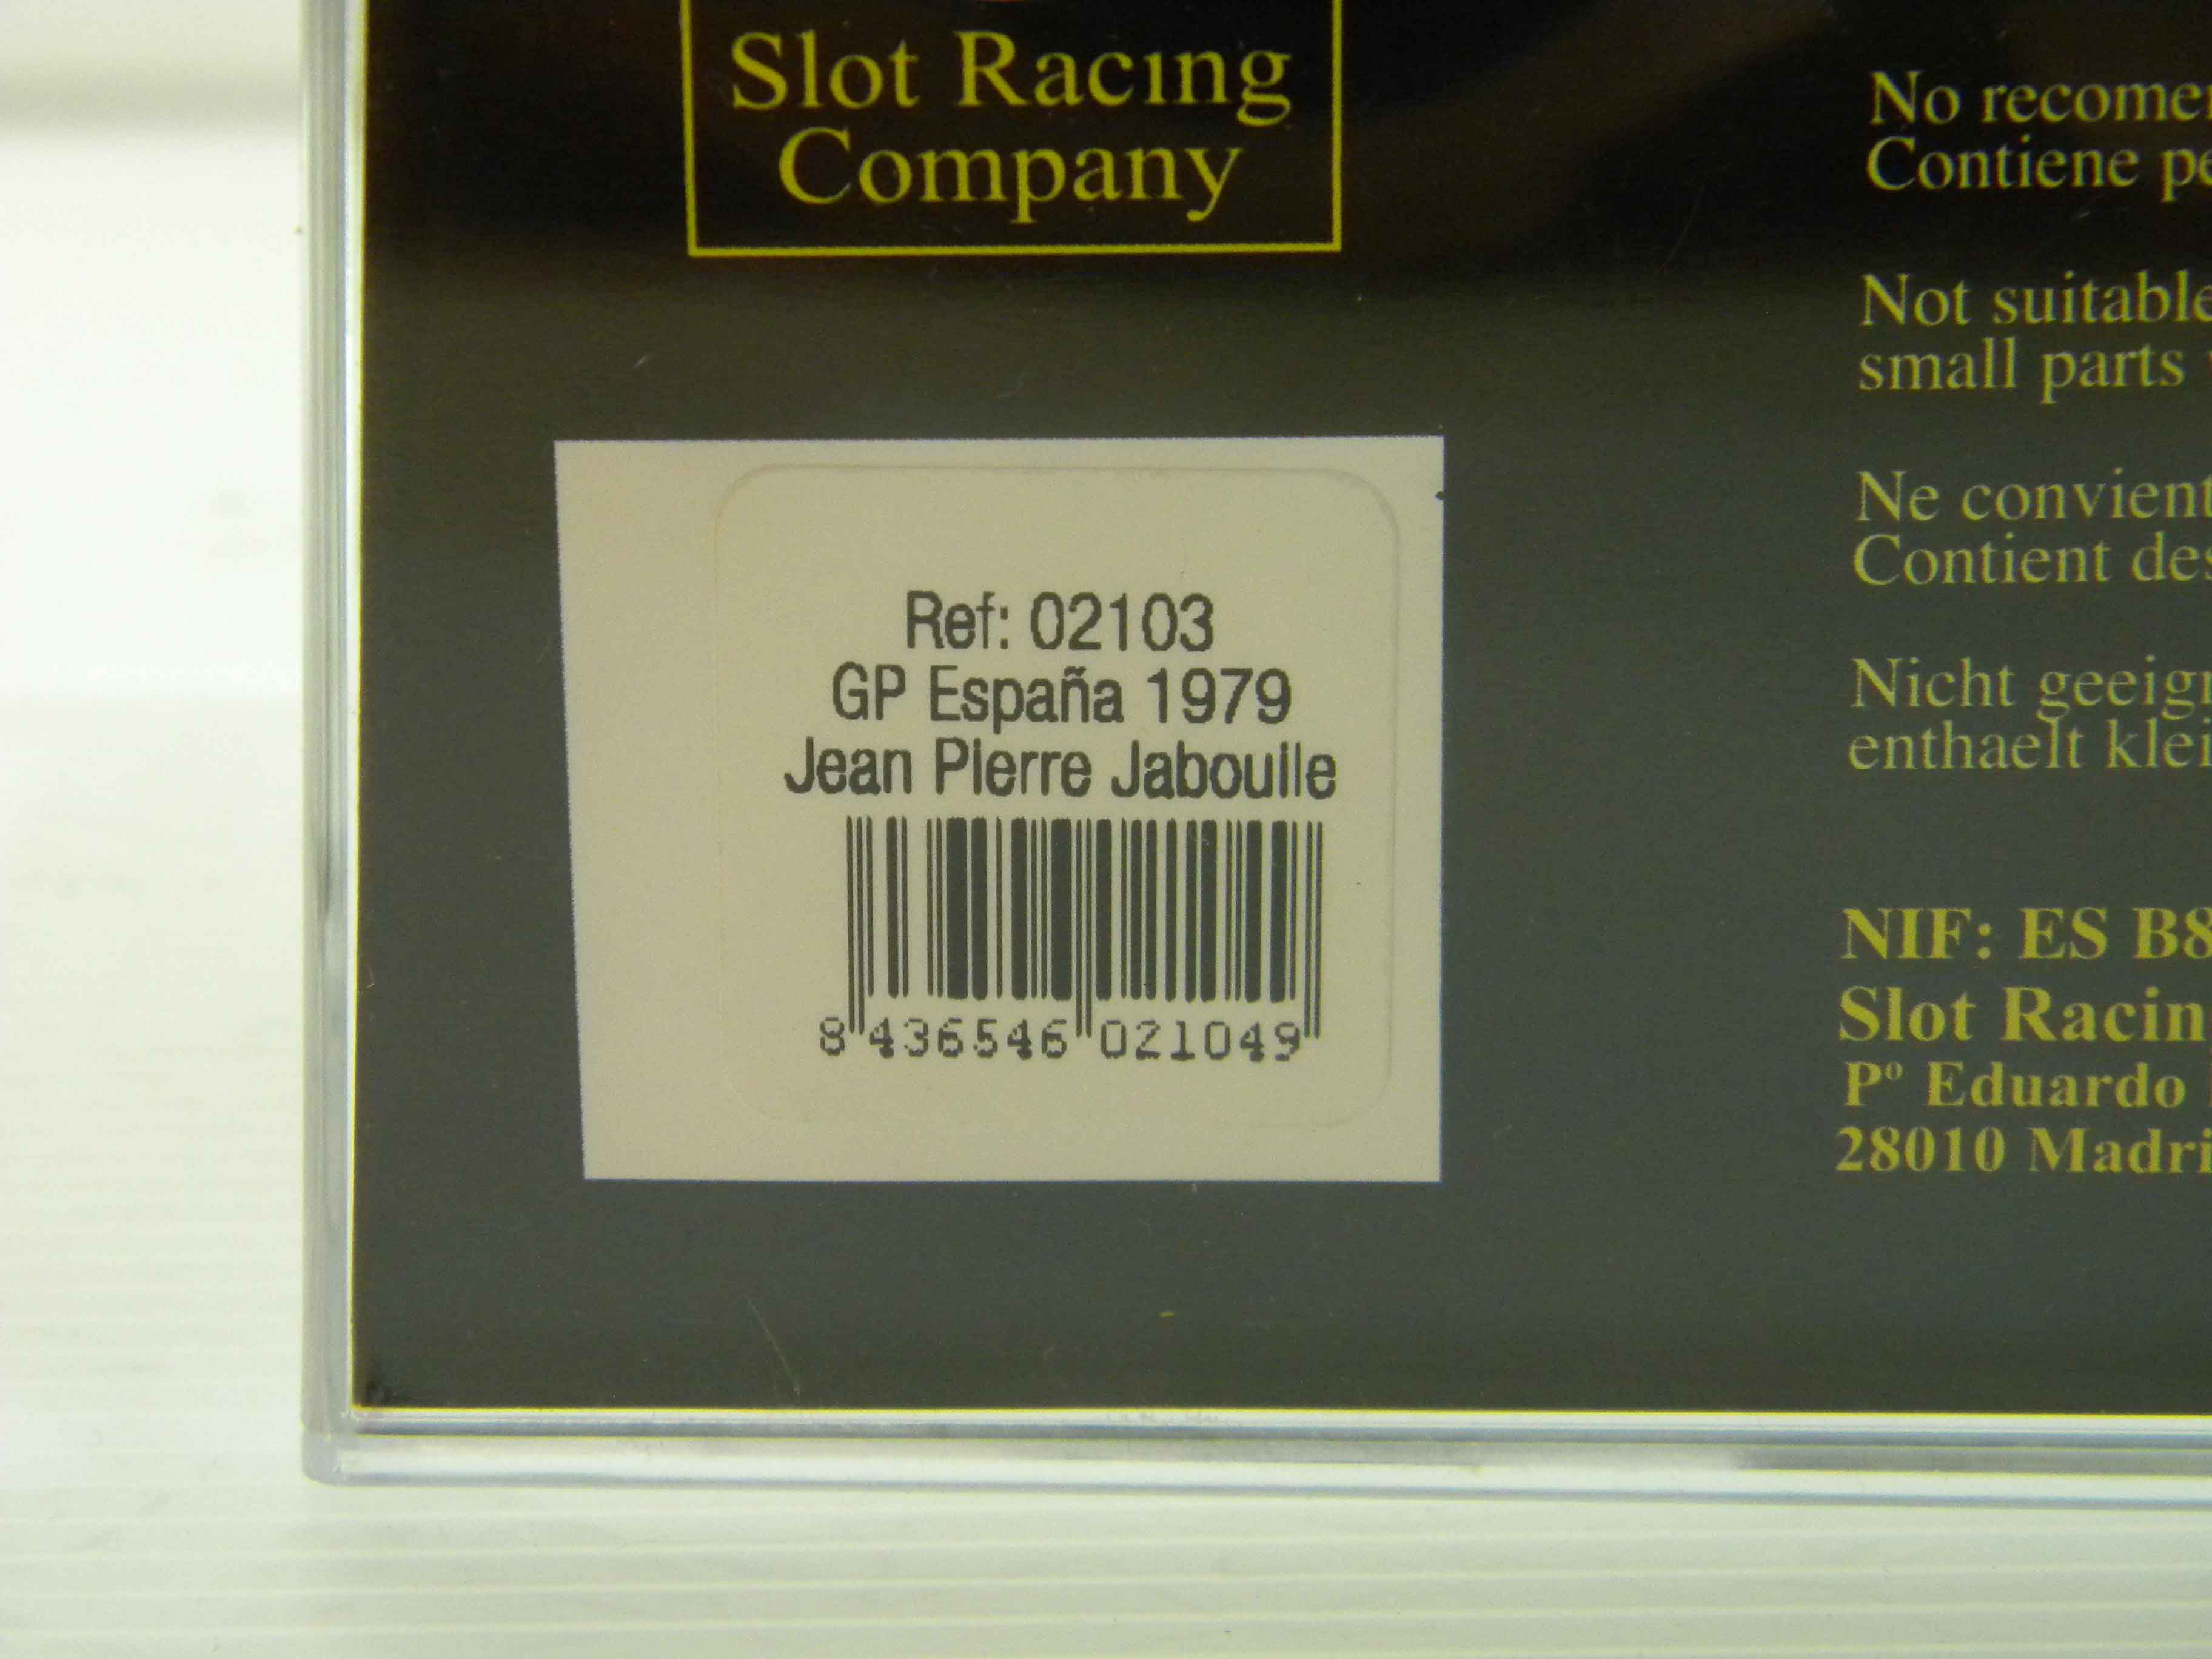 Slot Racing
Company
Ref: 02103
GP España 1979
Jean Pierre Jabouile
8 436546 021049
No recomen
Contiene pe
Not suitable
small parts
Ne convient
Contient des
Nicht geeign
enthaelt klei
NIF: ES B8
Slot Racin
Pº Eduardo
28010 Madri